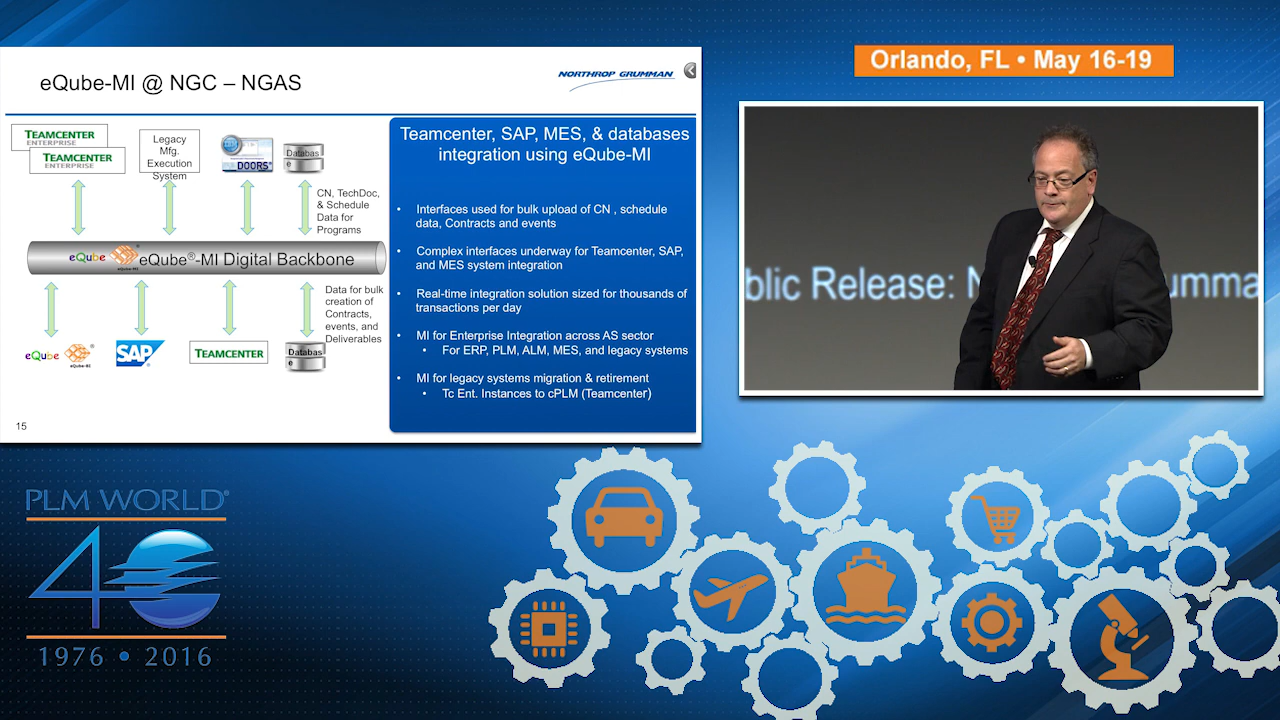 Orlando, FL • May 16-19
eQube-MI @ NGC – NGAS
NORTHROP GRUMMAN
TEAMCENTER
ENTERPRISE
TEAMCENTER
ENTERPRISE
Legacy
Mfg.
Execution
System
IBM
DOORS
Databas
e
CN, TechDoc,
& Schedule
Data for
Programs
eQube
eQube-MI
eQube®-MI Digital Backbone
Data for bulk
creation of
Contracts,
events, and
Deliverables
eQube
eQube-MI
SAP
TEAMCENTER
Databas
e
15
Teamcenter, SAP, MES, & databases
integration using eQube-MI
• Interfaces used for bulk upload of CN , schedule
data, Contracts and events
• Complex interfaces underway for Teamcenter, SAP,
and MES system integration
• Real-time integration solution sized for thousands of
transactions per day
• MI for Enterprise Integration across AS sector
• For ERP, PLM, ALM, MES, and legacy systems
• MI for legacy systems migration & retirement
• Tc Ent. Instances to cPLM (Teamcenter)
blic Release: N
umma
PLM WORLD®
40
1976 • 2016